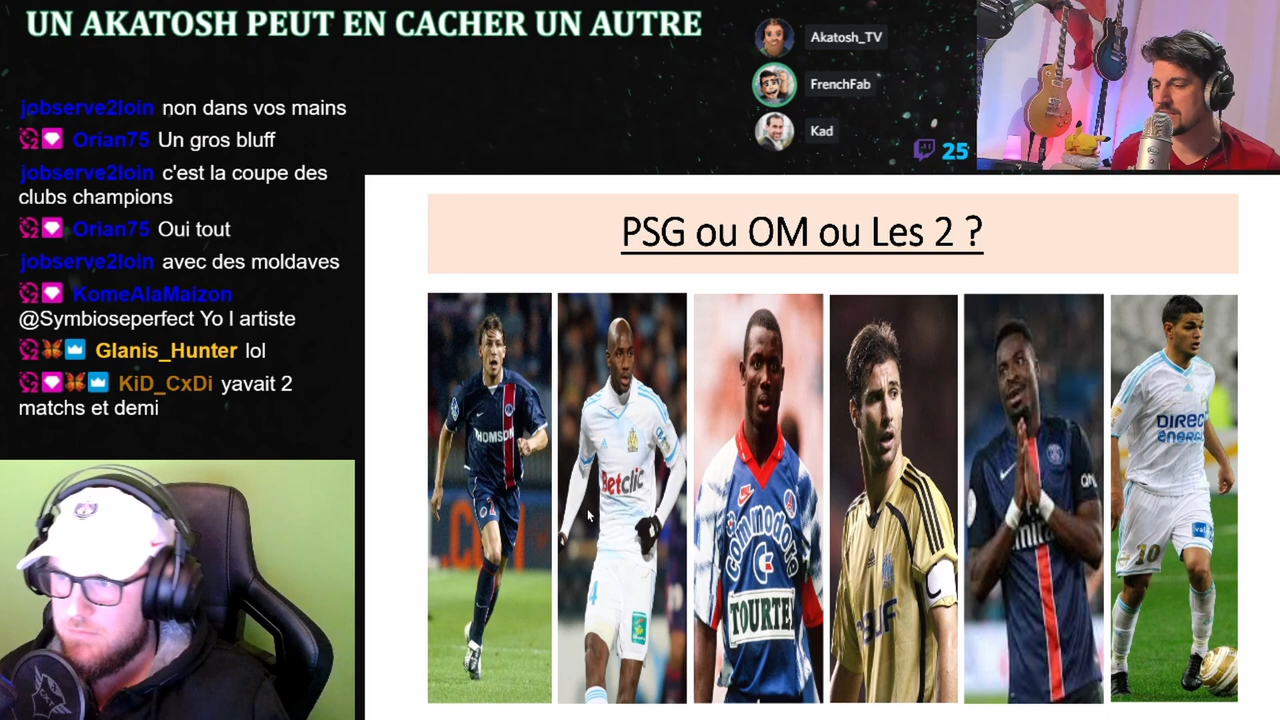 UN AKATOSH PEUT EN CACHER UN AUTRE
Akatosh_TV
FrenchFab
Kad
25
jobserve2loin non dans vos mains
Orian75 Un gros bluff
jobserve2loin c'est la coupe des
clubs champions
Orian75 Oui tout
jobserve2loin avec des moldaves
KomeAlaMaizon
@Symbioseperfect Yo l artiste
Glanis_Hunter lol
KiD_CxDi yavait 2
matchs et demi
PSG ou OM ou Les 2 ?
THOMSON
Betclic
commodore
TOURTEL
DIRECT
énergie
10